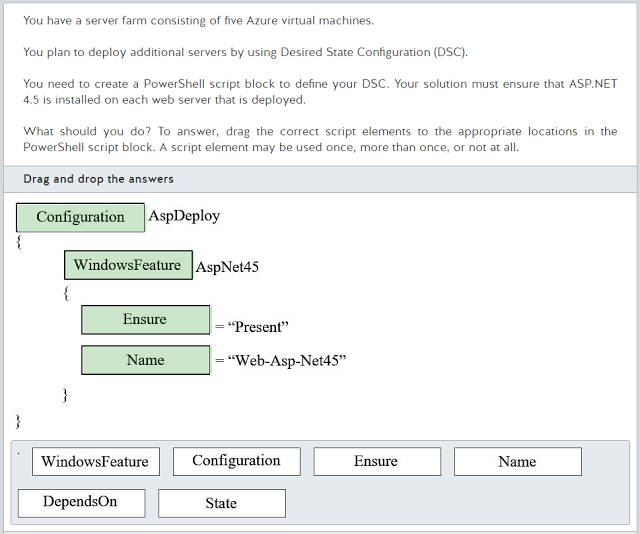 You have a server farm consisting of five Azure virtual machines.
You plan to deploy additional servers by using Desired State Configuration (DSC).
You need to create a PowerShell script block to define your DSC. Your solution must ensure that ASP.NET
4.5 is installed on each web server that is deployed.
What should you do? To answer, drag the correct script elements to the appropriate locations in the
PowerShell script block. A script element may be used once, more than once, or not at all.
Drag and drop the answers
Configuration AspDeploy
{
WindowsFeature AspNet45
{
Ensure = “Present”
Name = “Web-Asp-Net45”
}
}
WindowsFeature Configuration Ensure Name
DependsOn State